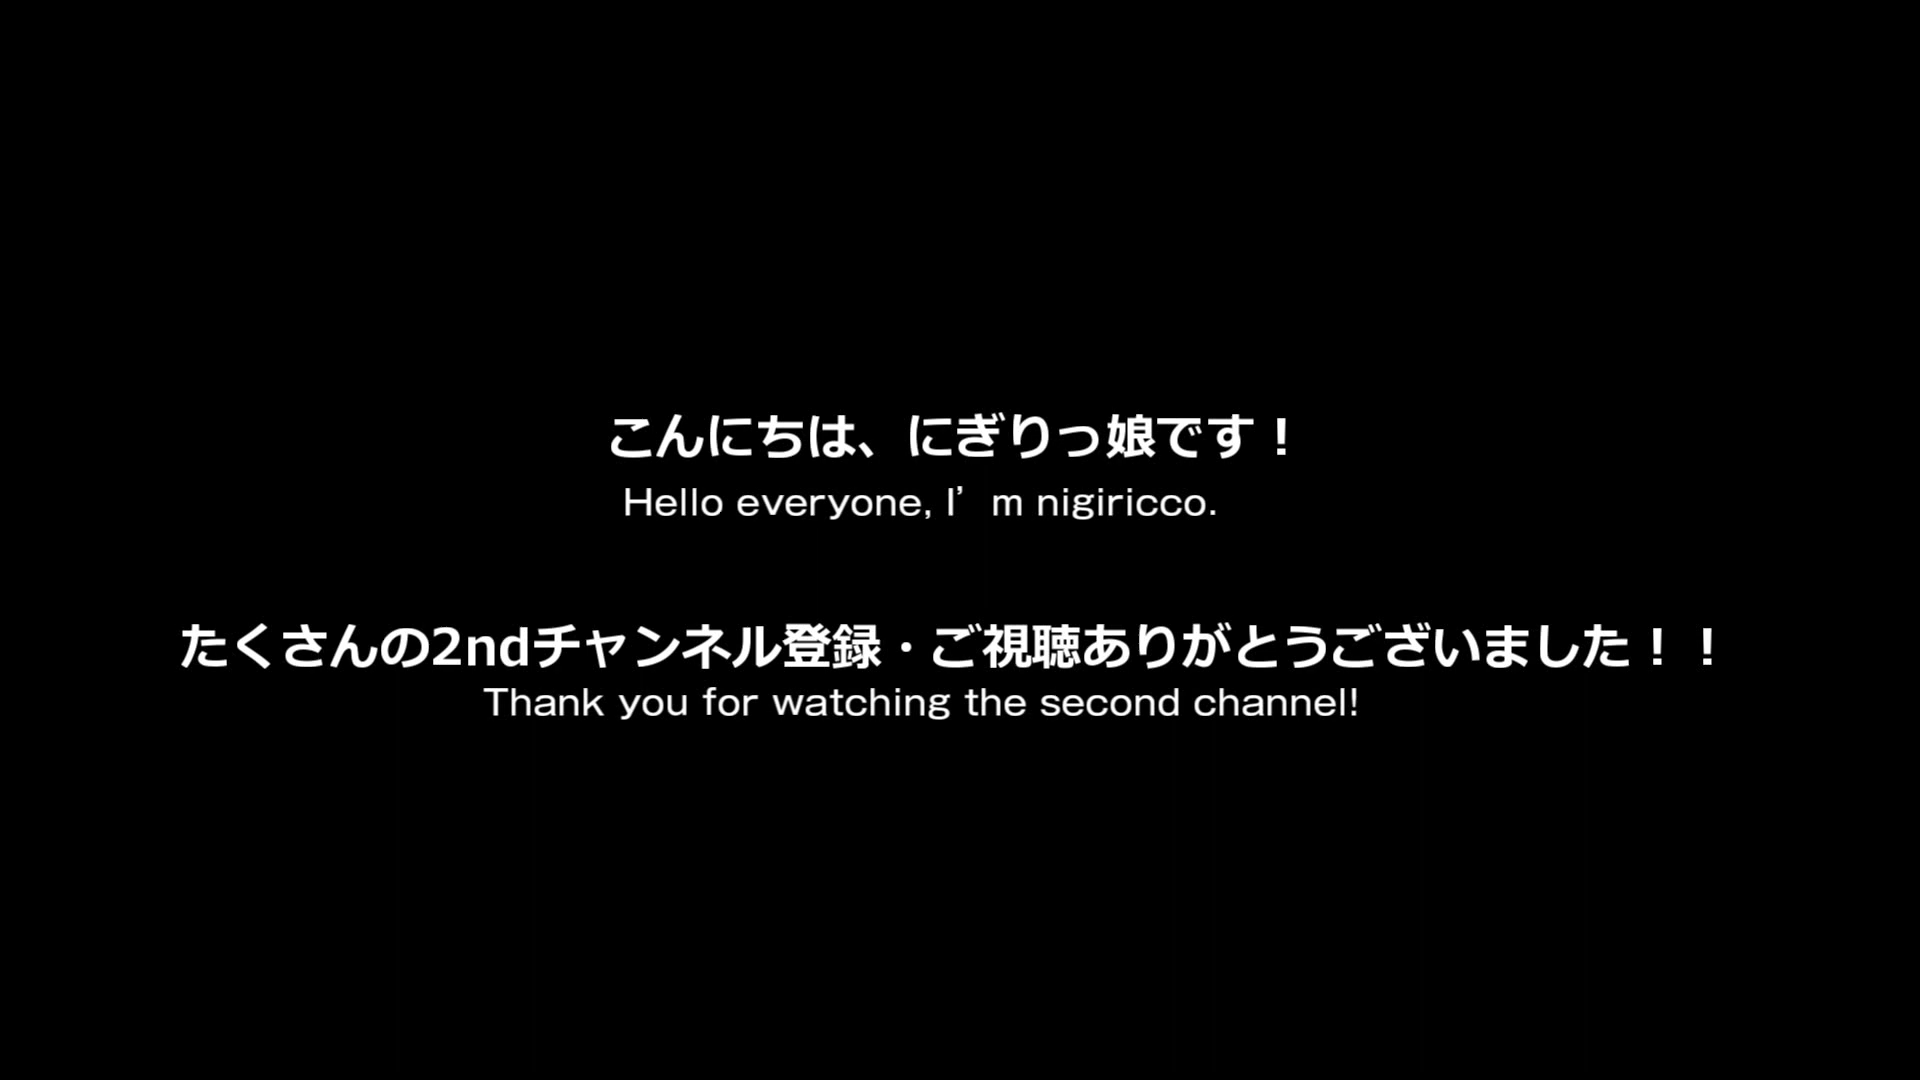 こんにちは、にぎりっ娘です！
Hello everyone, I’m nigiricco.
たくさんの2ndチャンネル登録・ご視聴ありがとうございました！！
Thank you for watching the second channel!